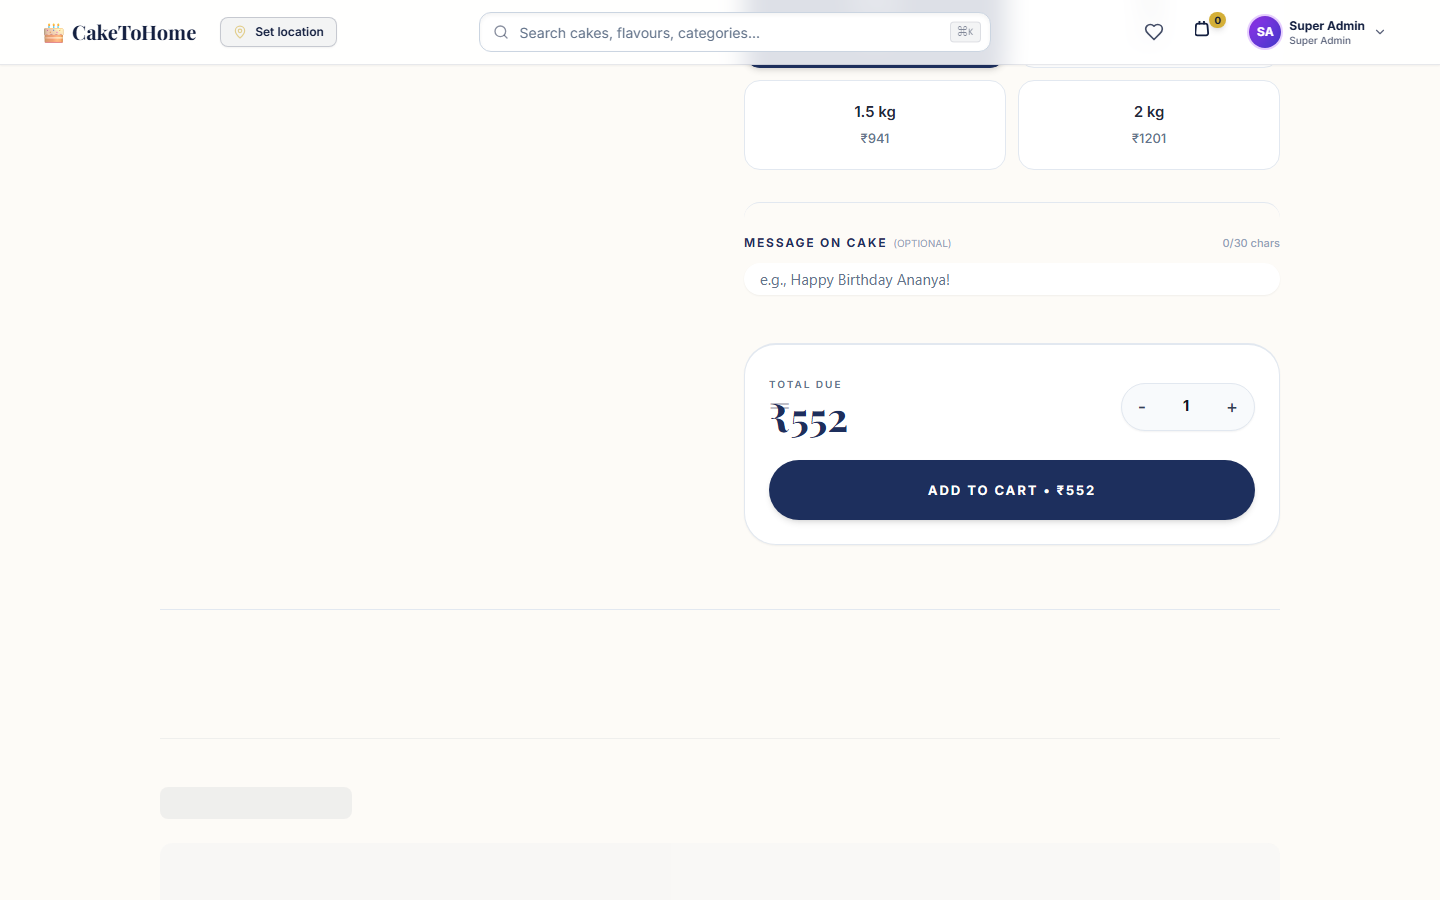 CakeToHome
Set location
Search cakes, flavours, categories...
⌘K
0
SA
Super Admin
Super Admin
1.5 kg
₹941
2 kg
₹1201
MESSAGE ON CAKE (OPTIONAL)
0/30 chars
e.g., Happy Birthday Ananya!
TOTAL DUE
₹552
- 1 +
ADD TO CART • ₹552